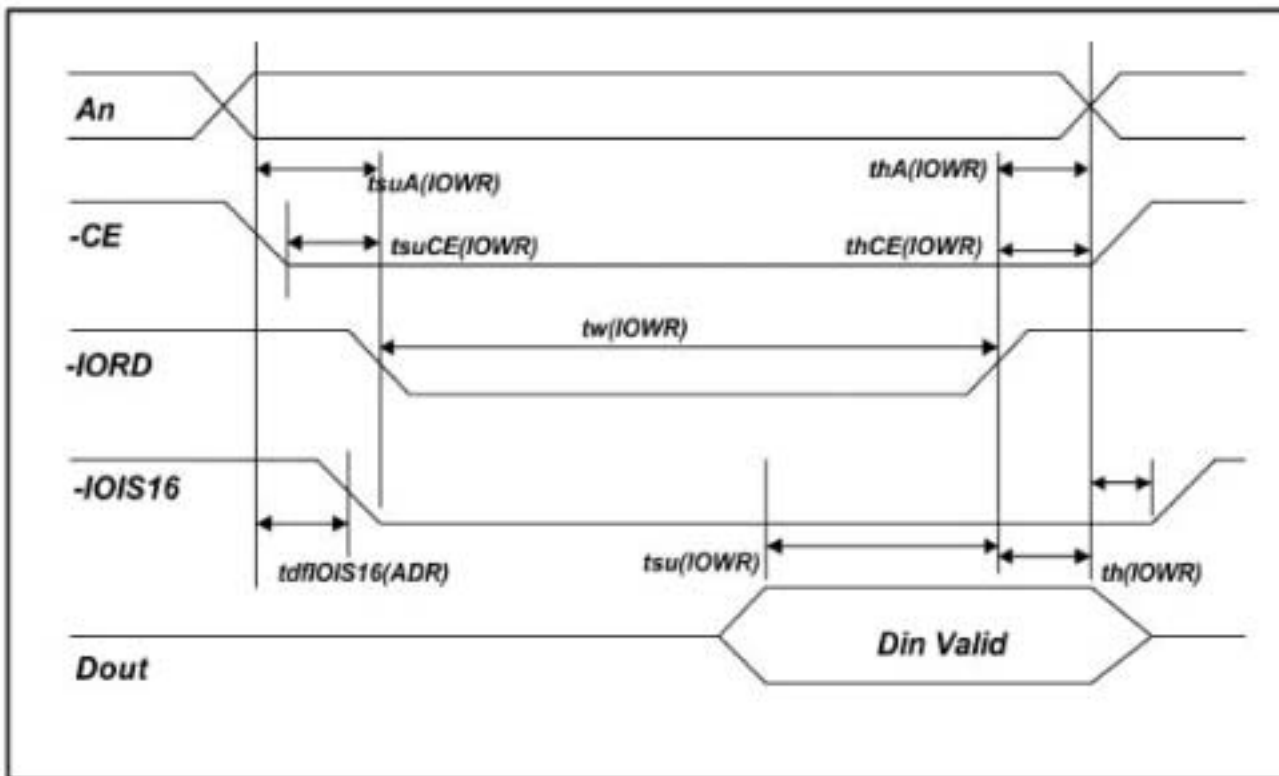 An
tsuA(IOWR)
thA(IOWR)
-CE
tsuCE(IOWR)
thCE(IOWR)
tw(IOWR)
-IORD
-IOIS16
tsu(IOWR)
tdfIOIS16(ADR)
th(IOWR)
Din Valid
Dout